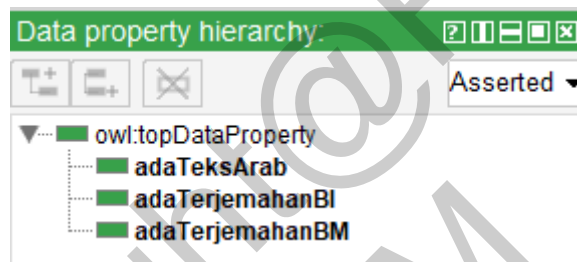 Data property hierarchy:
Asserted
owl:topDataProperty
adaTeksArab
adaTerjemahanBI
adaTerjemahanBM